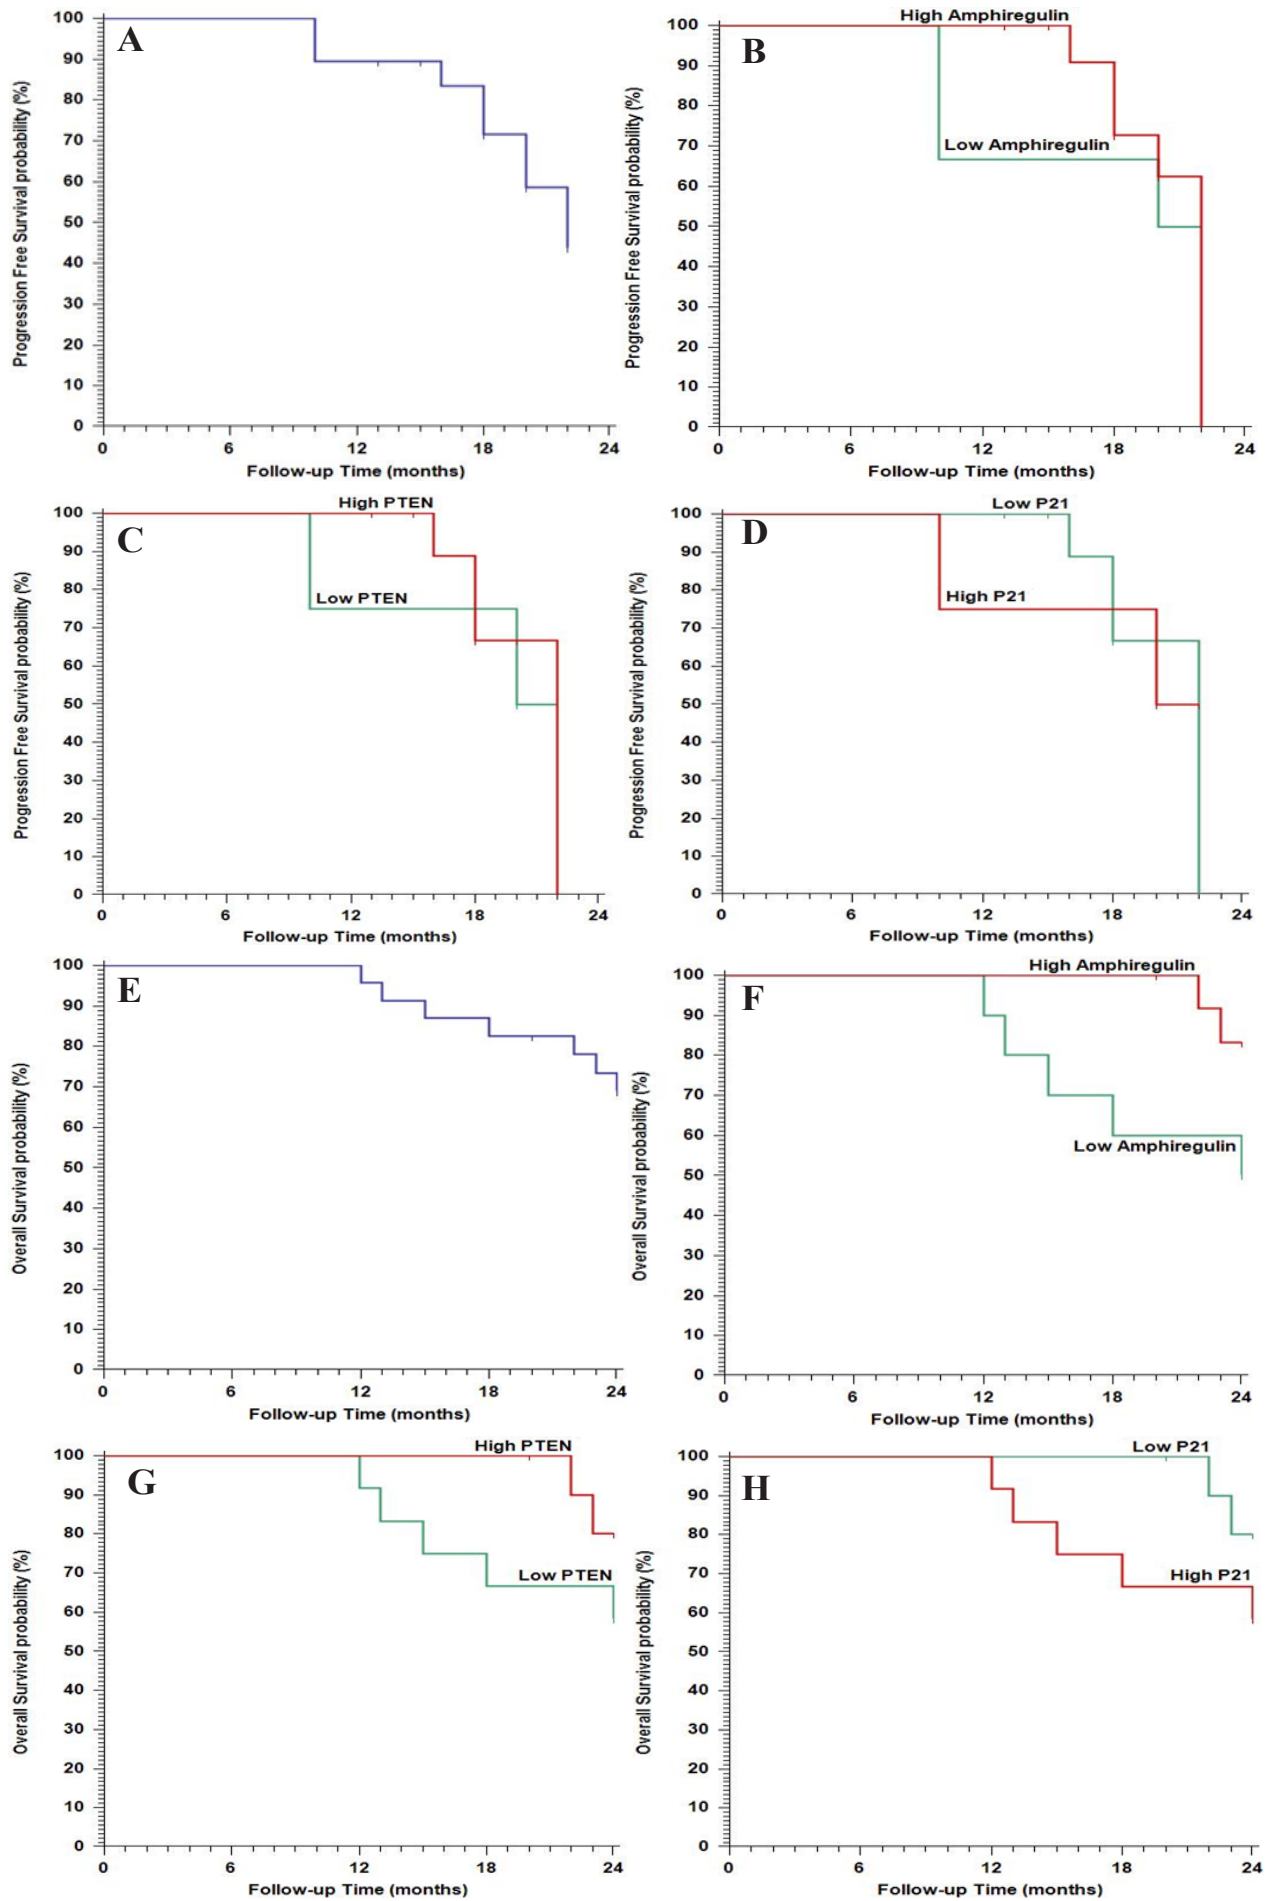 A
Progression Free Survival probability (%)
100
90
80
70
60
50
40
30
20
10
0
0 6 12 18 24
Follow-up Time (months)
B
High Amphiregulin
Low Amphiregulin
Progression Free Survival probability (%)
100
90
80
70
60
50
40
30
20
10
0
0 6 12 18 24
Follow-up Time (months)
C
High PTEN
Low PTEN
Progression Free Survival probability (%)
100
90
80
70
60
50
40
30
20
10
0
0 6 12 18 24
Follow-up Time (months)
D
Low P21
High P21
Progression Free Survival probability (%)
100
90
80
70
60
50
40
30
20
10
0
0 6 12 18 24
Follow-up Time (months)
E
Overall Survival probability (%)
100
90
80
70
60
50
40
30
20
10
0
0 6 12 18 24
Follow-up Time (months)
F
High Amphiregulin
Low Amphiregulin
Overall Survival probability (%)
100
90
80
70
60
50
40
30
20
10
0
0 6 12 18 24
Follow-up Time (months)
G
High PTEN
Low PTEN
Overall Survival probability (%)
100
90
80
70
60
50
40
30
20
10
0
0 6 12 18 24
Follow-up Time (months)
H
Low P21
High P21
Overall Survival probability (%)
100
90
80
70
60
50
40
30
20
10
0
0 6 12 18 24
Follow-up Time (months)